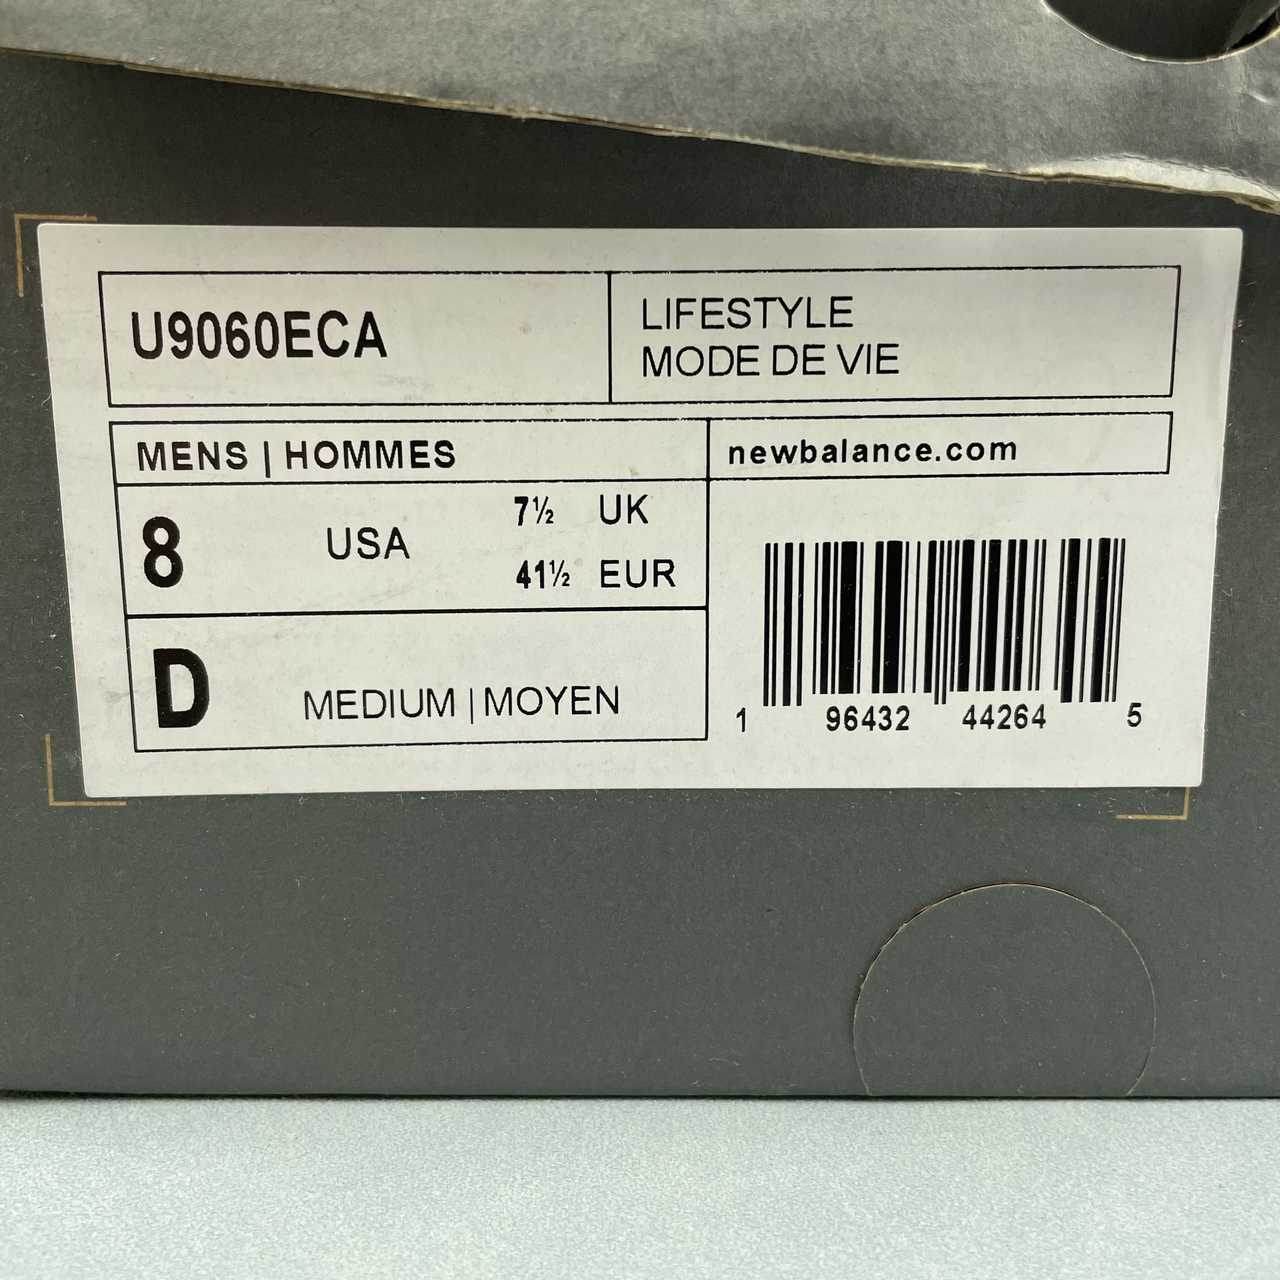 U9060ECA
LIFESTYLE
MODE DE VIE
MENS | HOMMES
newbalance.com
8 USA
7½ UK
41½ EUR
D MEDIUM | MOYEN
1 96432 44264 5